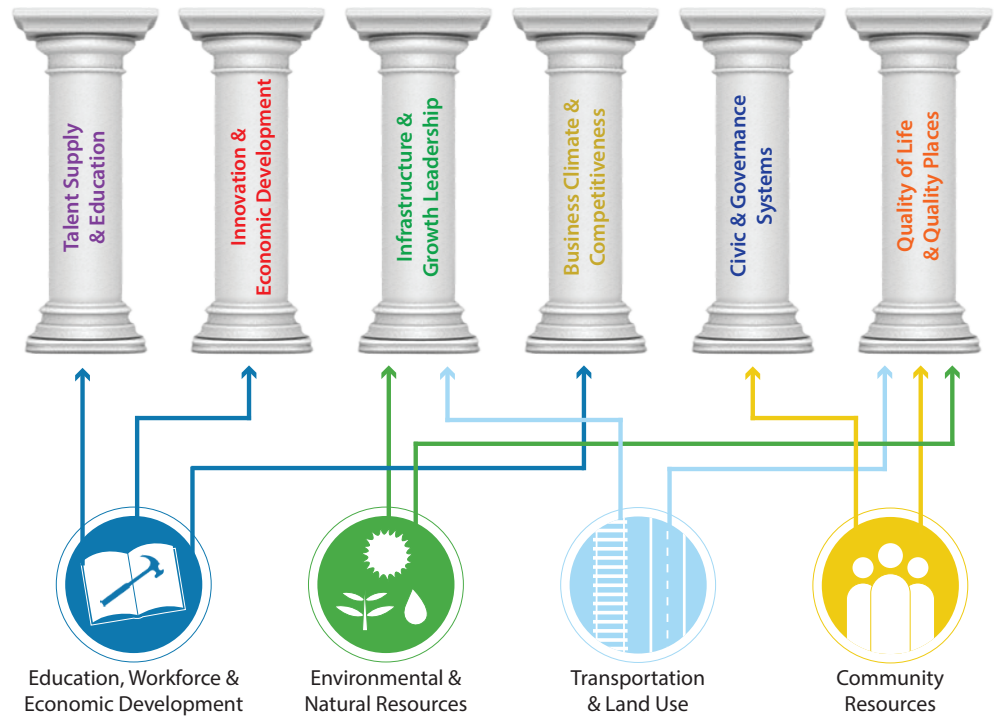 Talent Supply
& Education
Innovation &
Economic Development
Infrastructure &
Growth Leadership
Business Climate &
Competitiveness
Civic & Governance
Systems
Quality of Life
& Quality Places
Education, Workforce &
Economic Development
Environmental &
Natural Resources
Transportation
& Land Use
Community
Resources